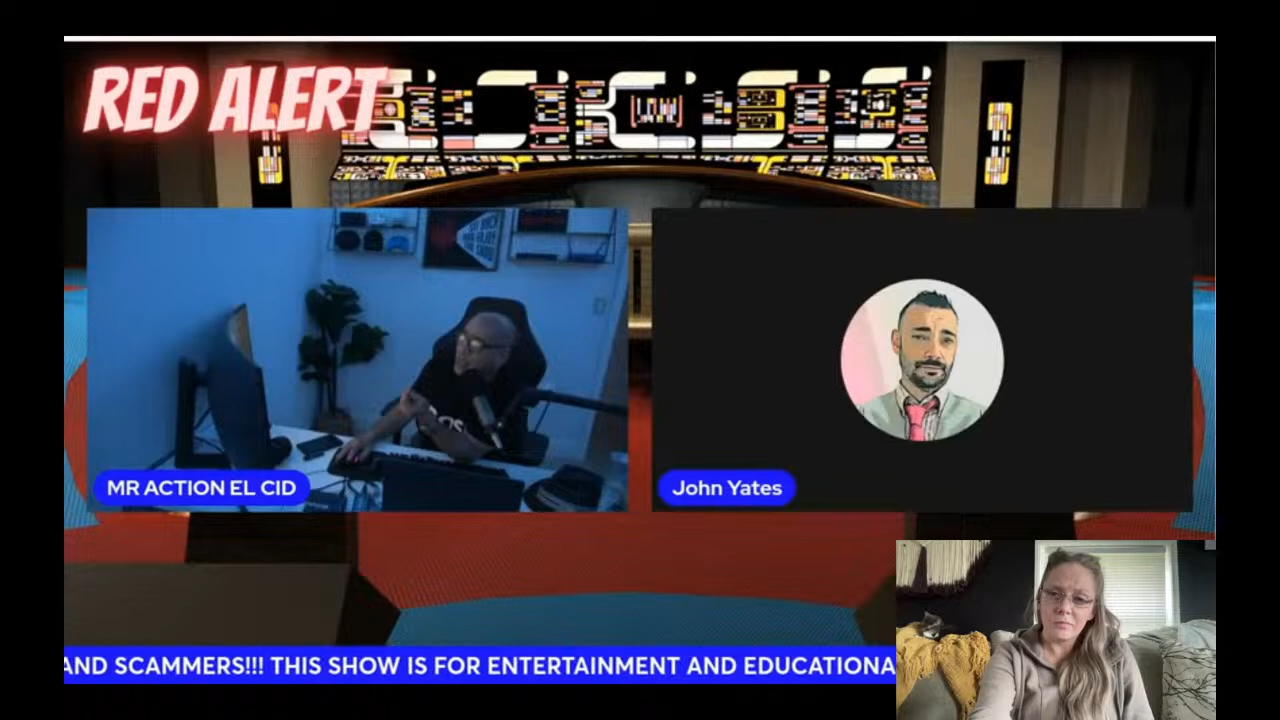 RED ALERT
MR ACTION EL CID
John Yates
AND SCAMMERS!!! THIS SHOW IS FOR ENTERTAINMENT AND EDUCATIONA